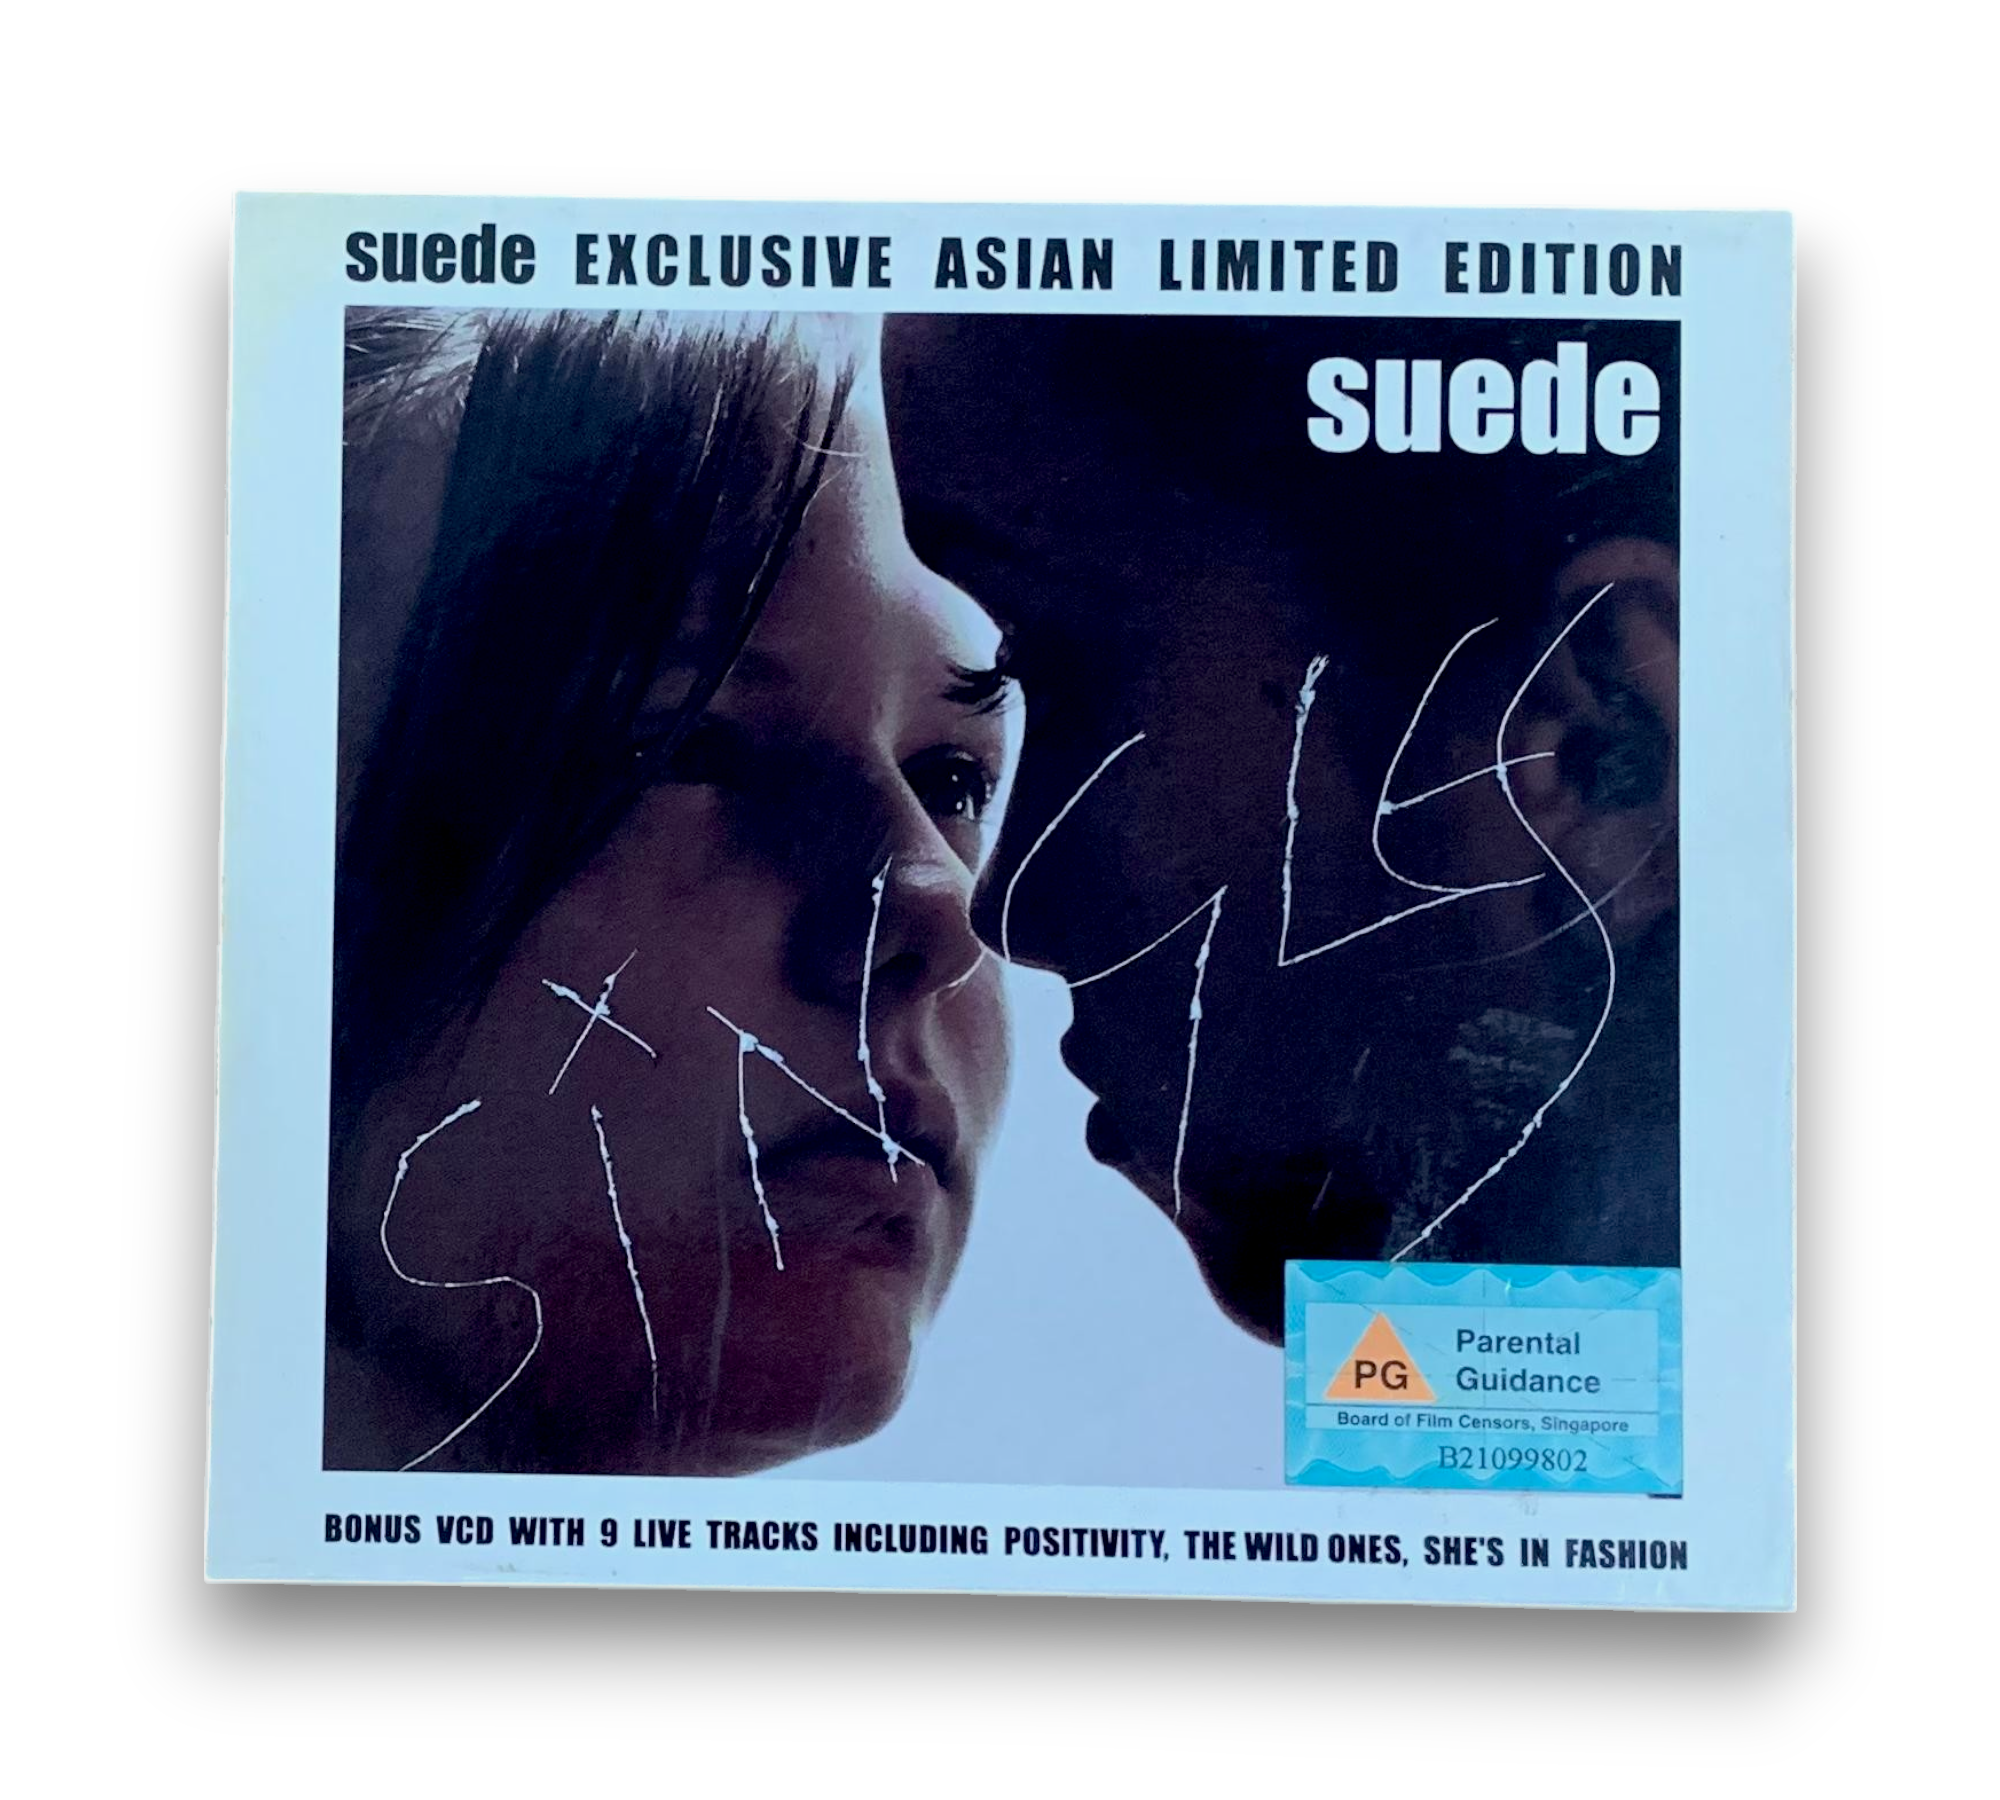 suede EXCLUSIVE ASIAN LIMITED EDITION
suede
SINGLES
PG
Parental
Guidance
Board of Film Censors, Singapore
B21099802
BONUS VCD WITH 9 LIVE TRACKS INCLUDING POSITIVITY, THE WILD ONES, SHE'S IN FASHION